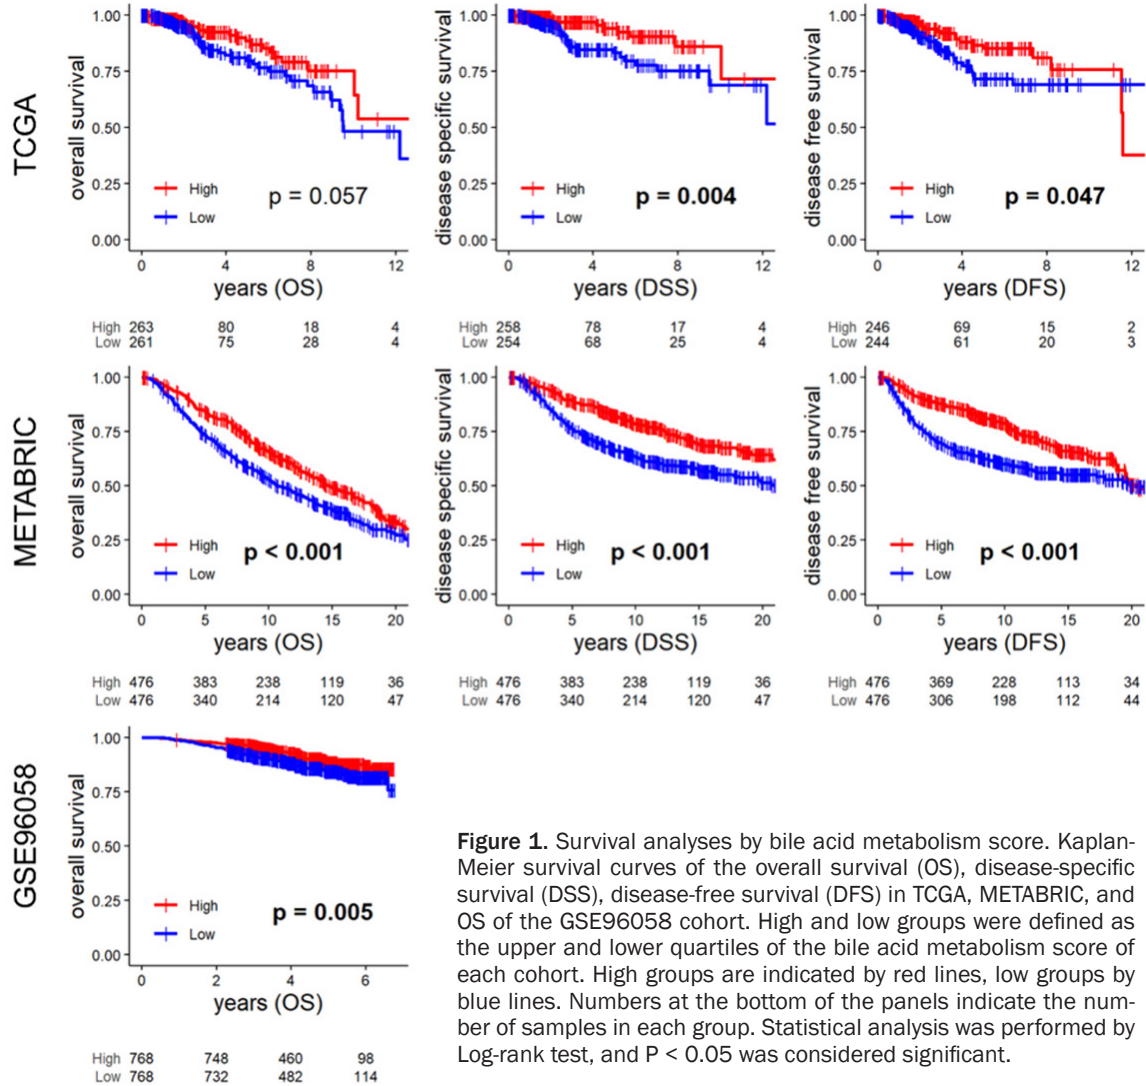 TCGA
overall survival
1.00
0.75
0.50
0.25
0.00
High
Low
p = 0.057
0 4 8 12
years (OS)
High 263 80 18 4
Low 261 75 28 4
disease specific survival
1.00
0.75
0.50
0.25
0.00
High
Low
p = 0.004
0 4 8 12
years (DSS)
High 258 78 17 4
Low 254 68 25 4
disease free survival
1.00
0.75
0.50
0.25
0.00
High
Low
p = 0.047
0 4 8 12
years (DFS)
High 246 69 15 2
Low 244 61 20 3
METABRIC
overall survival
1.00
0.75
0.50
0.25
0.00
High
Low
p < 0.001
0 5 10 15 20
years (OS)
High 476 383 238 119 36
Low 476 340 214 120 47
disease specific survival
1.00
0.75
0.50
0.25
0.00
High
Low
p < 0.001
0 5 10 15 20
years (DSS)
High 476 383 238 119 36
Low 476 340 214 120 47
disease free survival
1.00
0.75
0.50
0.25
0.00
High
Low
p < 0.001
0 5 10 15 20
years (DFS)
High 476 369 228 113 34
Low 476 306 198 112 44
GSE96058
overall survival
1.00
0.75
0.50
0.25
0.00
High
Low
p = 0.005
0 2 4 6
years (OS)
High 768 748 460 98
Low 768 732 482 114
Figure 1. Survival analyses by bile acid metabolism score. Kaplan-
Meier survival curves of the overall survival (OS), disease-specific
survival (DSS), disease-free survival (DFS) in TCGA, METABRIC, and
OS of the GSE96058 cohort. High and low groups were defined as
the upper and lower quartiles of the bile acid metabolism score of
each cohort. High groups are indicated by red lines, low groups by
blue lines. Numbers at the bottom of the panels indicate the num-
ber of samples in each group. Statistical analysis was performed by
Log-rank test, and P < 0.05 was considered significant.